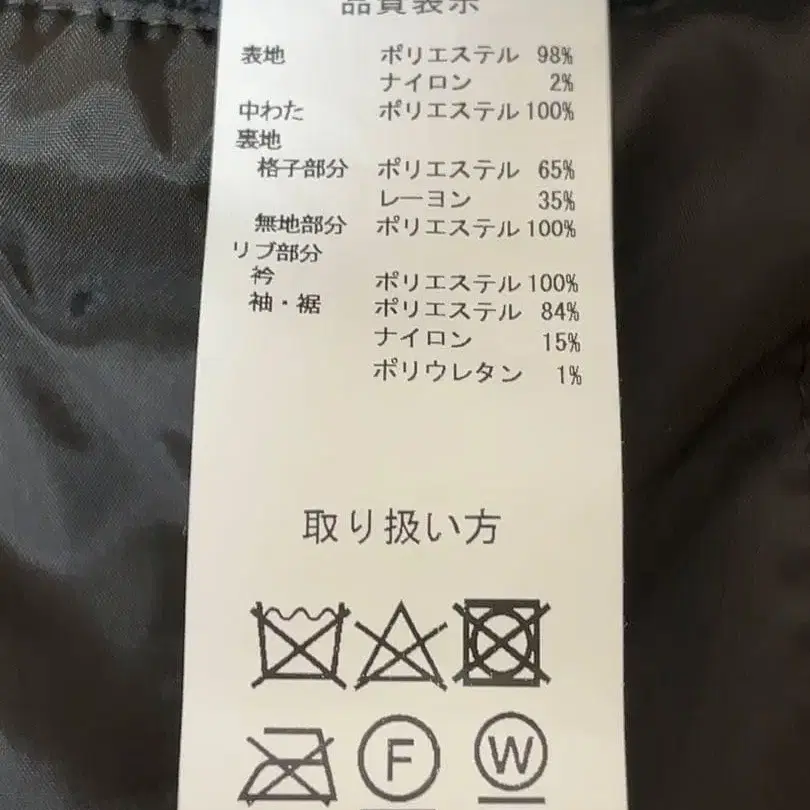 品質表示
表地 ポリエステル 98%
ナイロン 2%
中わた ポリエステル 100%
裏地
格子部分 ポリエステル 65%
レーヨン 35%
無地部分 ポリエステル 100%
リブ部分
衿 ポリエステル 100%
袖・裾 ポリエステル 84%
ナイロン 15%
ポリウレタン 1%
取り扱い方
F W